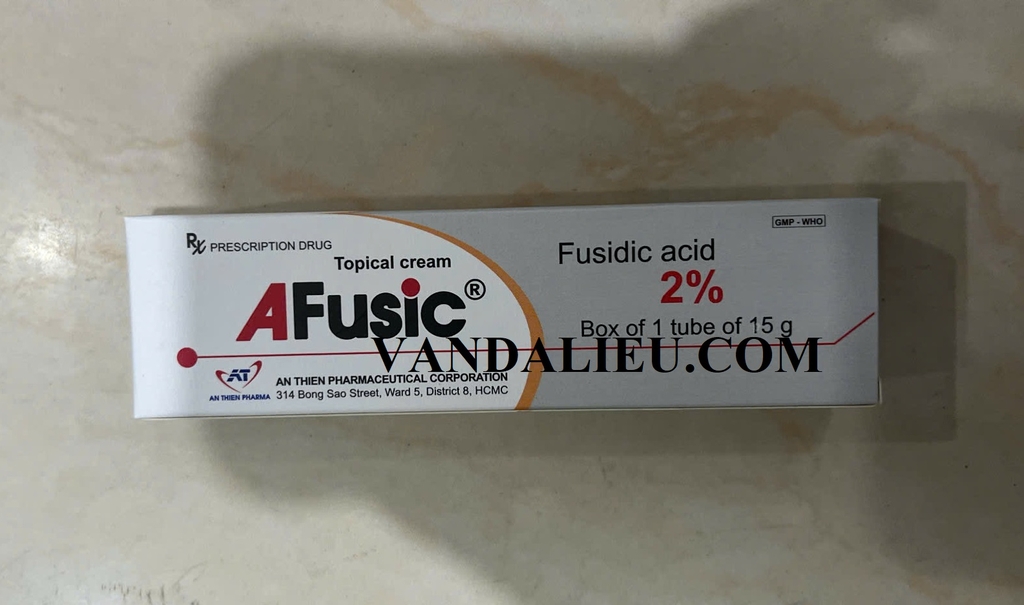 Rx PRESCRIPTION DRUG
Topical cream
AFusic®
AT
AN THIEN PHARMA
AN THIEN PHARMACEUTICAL CORPORATION
314 Bong Sao Street, Ward 5, District 8, HCMC
GMP - WHO
Fusidic acid
2%
Box of 1 tube of 15 g
VANDALIEU.COM